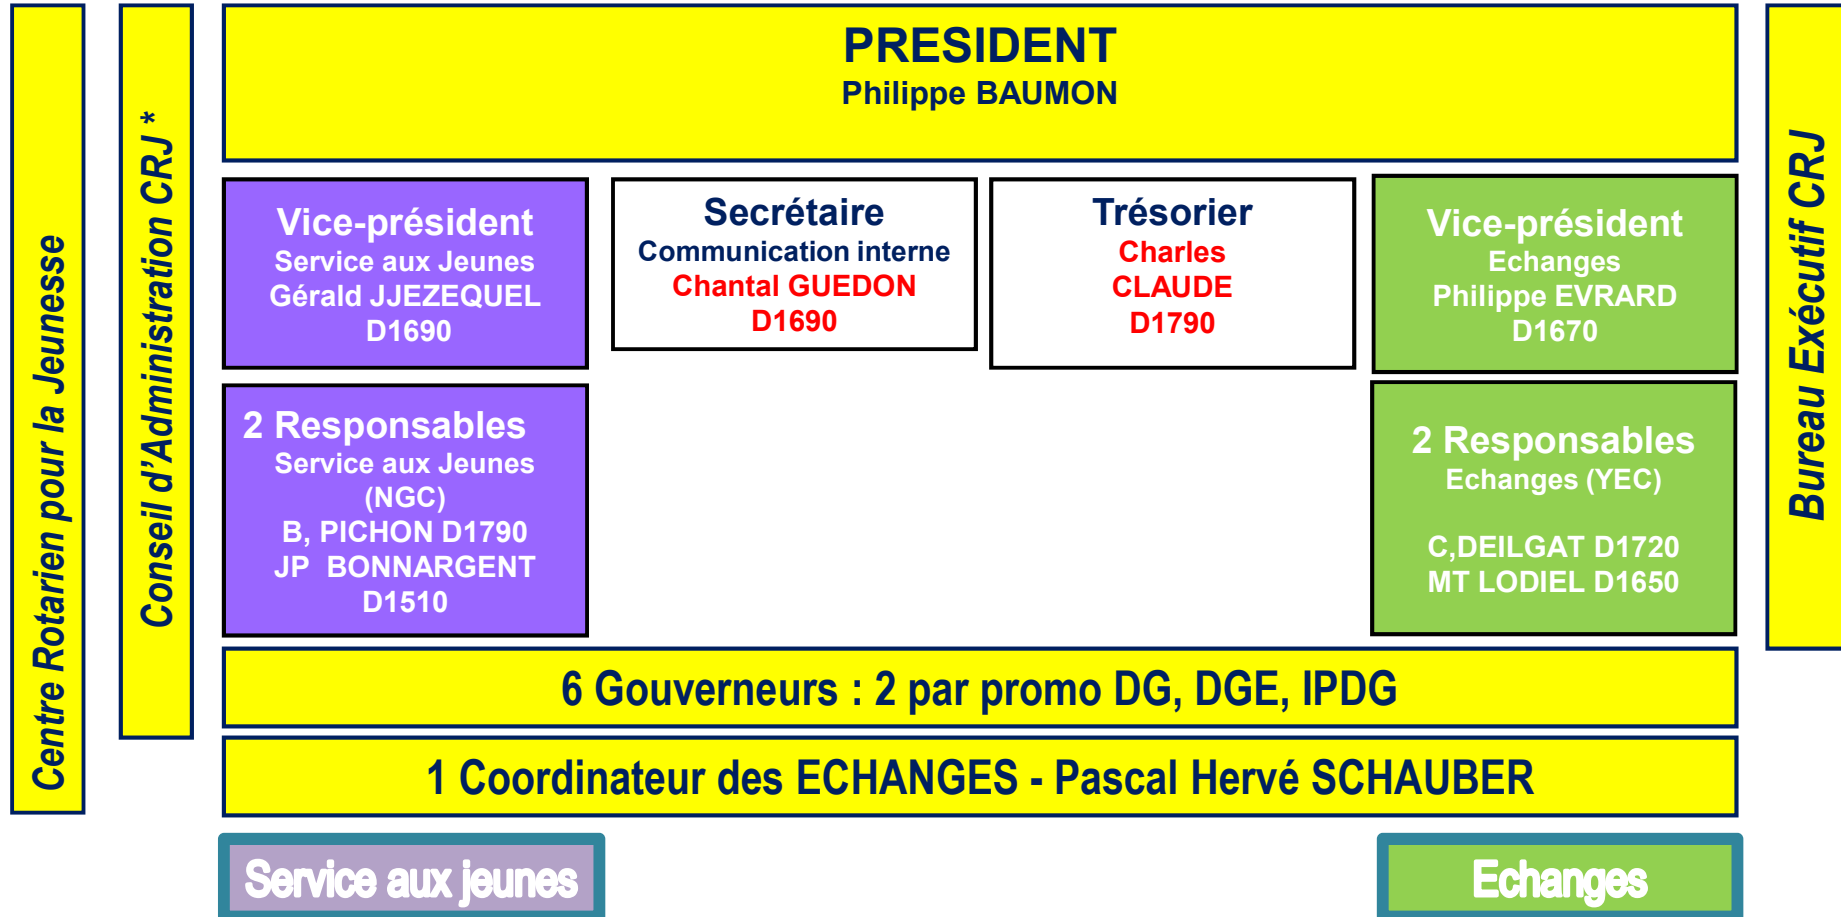 Centre Rotarien pour la Jeunesse
Conseil d'Administration CRJ *
PRESIDENT
Philippe BAUMON
Vice-président
Service aux Jeunes
Gérald JJEZEQUEL
D1690
Secrétaire
Communication interne
Chantal GUEDON
D1690
Trésorier
Charles
CLAUDE
D1790
Vice-président
Echanges
Philippe EVRARD
D1670
2 Responsables
Service aux Jeunes
(NGC)
B, PICHON D1790
JP BONNARGENT
D1510
2 Responsables
Echanges (YEC)
C,DEILGAT D1720
MT LODIEL D1650
Bureau Exécutif CRJ
6 Gouverneurs : 2 par promo DG, DGE, IPDG
1 Coordinateur des ECHANGES - Pascal Hervé SCHAUBER
Service aux jeunes
Echanges